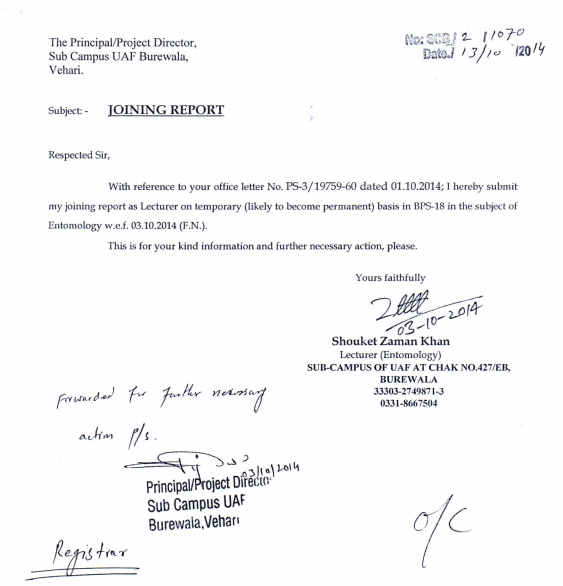 The Principal/Project Director,
Sub Campus UAF Burewala,
Vehari.
No: SCB/ 2 11070
Date./ 13/10 /2014
Subject: - JOINING REPORT
Respected Sir,
With reference to your office letter No. PS-3/19759-60 dated 01.10.2014; I hereby submit
my joining report as Lecturer on temporary (likely to become permanent) basis in BPS-18 in the subject of
Entomology w.e.f. 03.10.2014 (F.N.).
This is for your kind information and further necessary action, please.
Yours faithfully
03-10-2014
Shouket Zaman Khan
Lecturer (Entomology)
SUB-CAMPUS OF UAF AT CHAK NO.427/EB,
BUREWALA
33303-2749871-3
0331-8667504
Forwarded for further necessary
action p/s.
03/10/2014
Principal/Project Director
Sub Campus UAF
Burewala,Vehari
Registrar
O/C